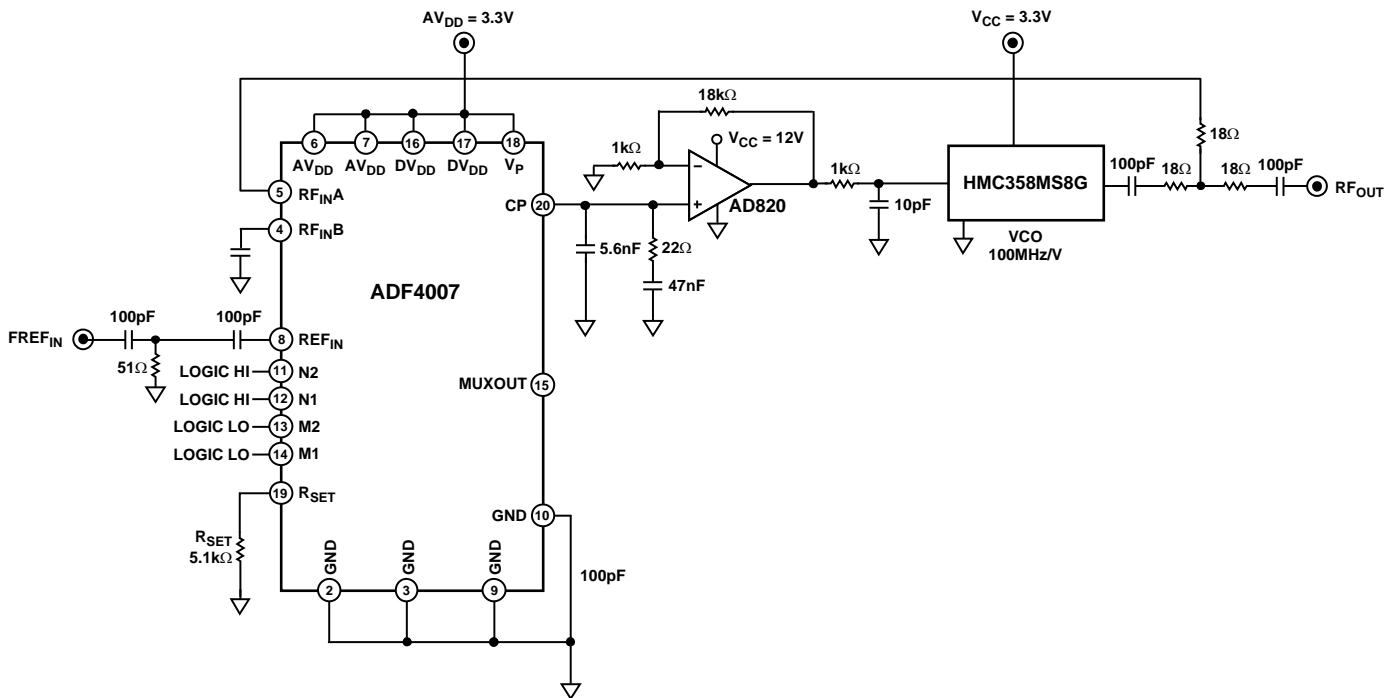 AVDD = 3.3V
VCC = 3.3V
18kΩ
18Ω
1kΩ
VCC = 12V
6 7 16 17 18
AVDD AVDD DVDD DVDD VP
1kΩ
100pF 18Ω 18Ω 100pF
−
5 RFINA
HMC358MS8G
RFOUT
CP 20
+
AD820
10pF
4 RFINB
VCO
100MHz/V
5.6nF
22Ω
47nF
ADF4007
100pF 100pF
FREFIN
8 REFIN
51Ω
LOGIC HI 11 N2
MUXOUT 15
LOGIC HI 12 N1
LOGIC LO 13 M2
LOGIC LO 14 M1
19 RSET
GND 10
RSET
5.1kΩ
GND GND GND
100pF
2 3 9